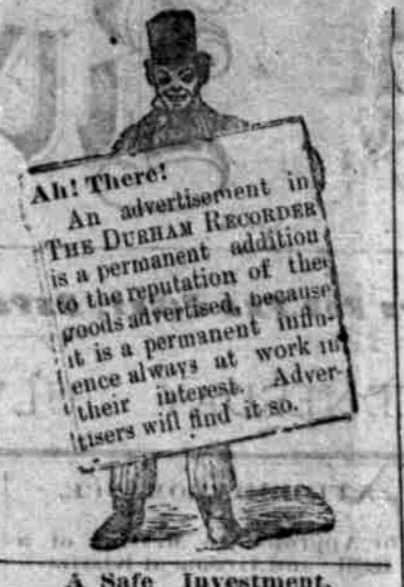 Ah! There!
An advertisement in
THE DURHAM RECORDER
is a permanent addition
to the reputation of the
goods advertised, because
it is a permanent influ-
ence always at work in
their interest. Adver-
tisers will find it so.
A Safe Investment.